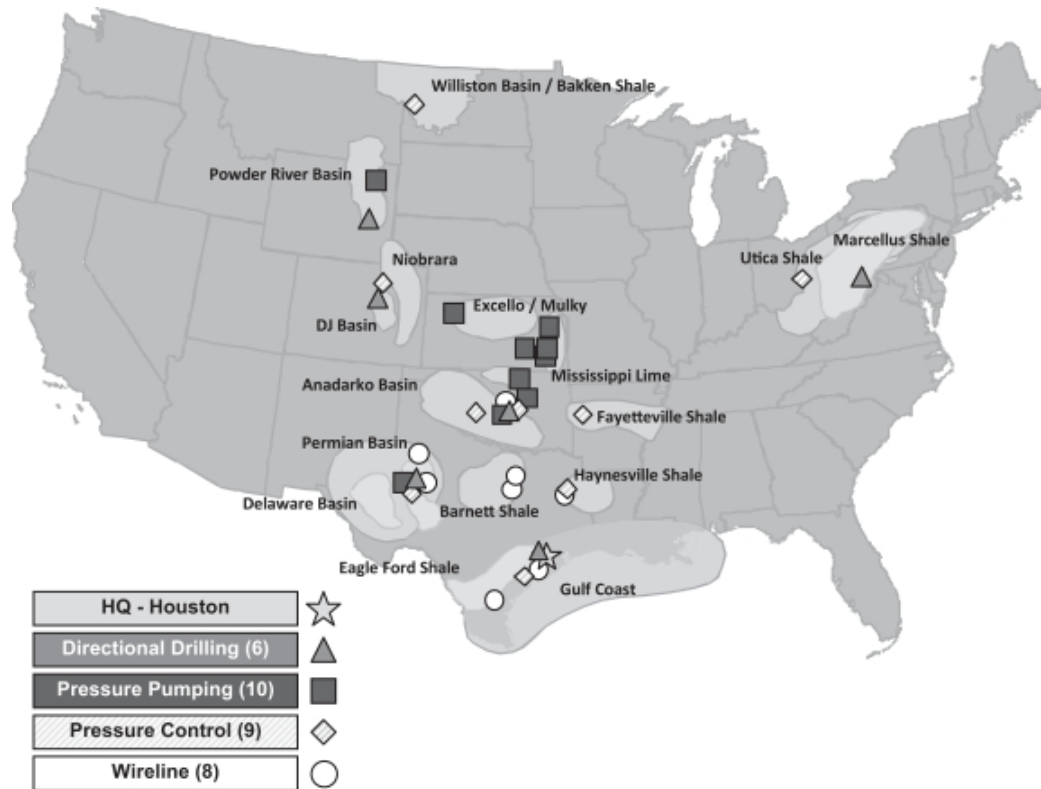 Williston Basin / Bakken Shale
Powder River Basin
Marcellus Shale
Utica Shale
Niobrara
Excello / Mulky
DJ Basin
Mississippi Lime
Anadarko Basin
Fayetteville Shale
Permian Basin
Haynesville Shale
Delaware Basin
Barnett Shale
Eagle Ford Shale
Gulf Coast
HQ - Houston
Directional Drilling (6)
Pressure Pumping (10)
Pressure Control (9)
Wireline (8)